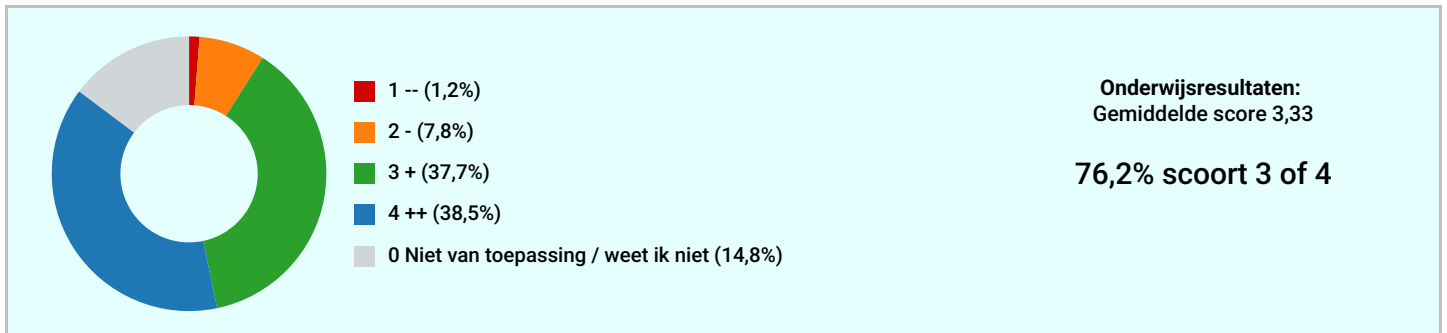 1 -- (1,2%)
2 - (7,8%)
3 + (37,7%)
4 ++ (38,5%)
0 Niet van toepassing / weet ik niet (14,8%)
Onderwijsresultaten:
Gemiddelde score 3,33
76,2% scoort 3 of 4